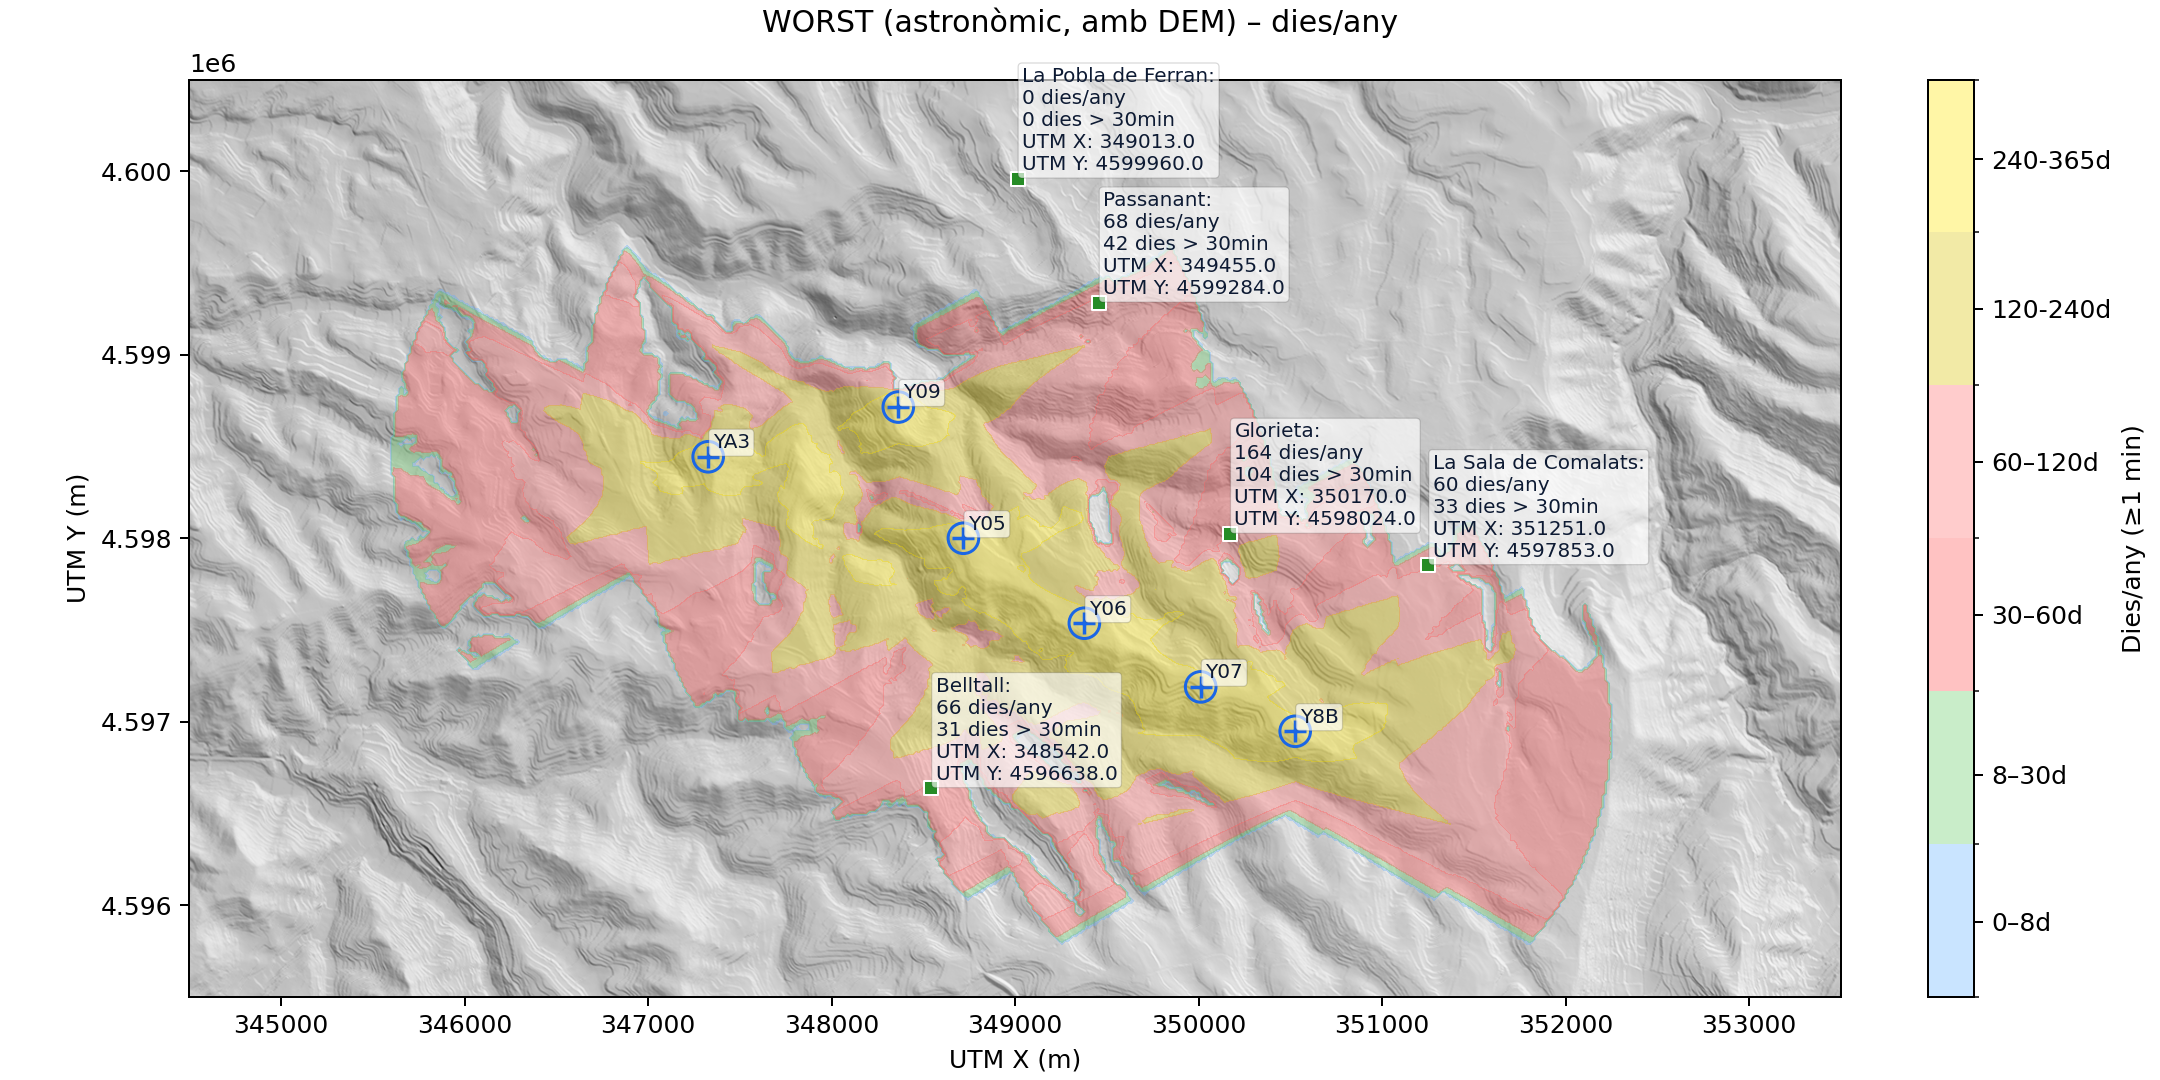 WORST (astronòmic, amb DEM) – dies/any
1e6
La Pobla de Ferran:
0 dies/any
0 dies > 30min
UTM X: 349013.0
UTM Y: 4599960.0
Passanant:
68 dies/any
42 dies > 30min
UTM X: 349455.0
UTM Y: 4599284.0
Y09
YA3
Glorieta:
164 dies/any
104 dies > 30min
UTM X: 350170.0
UTM Y: 4598024.0
La Sala de Comalats:
60 dies/any
33 dies > 30min
UTM X: 351251.0
UTM Y: 4597853.0
Y05
Y06
Y07
Y8B
Belltall:
66 dies/any
31 dies > 30min
UTM X: 348542.0
UTM Y: 4596638.0
4.600
4.599
4.598
4.597
4.596
UTM Y (m)
345000
346000
347000
348000
349000
350000
351000
352000
353000
UTM X (m)
240-365d
120-240d
60–120d
30–60d
8–30d
0–8d
Dies/any (≥1 min)